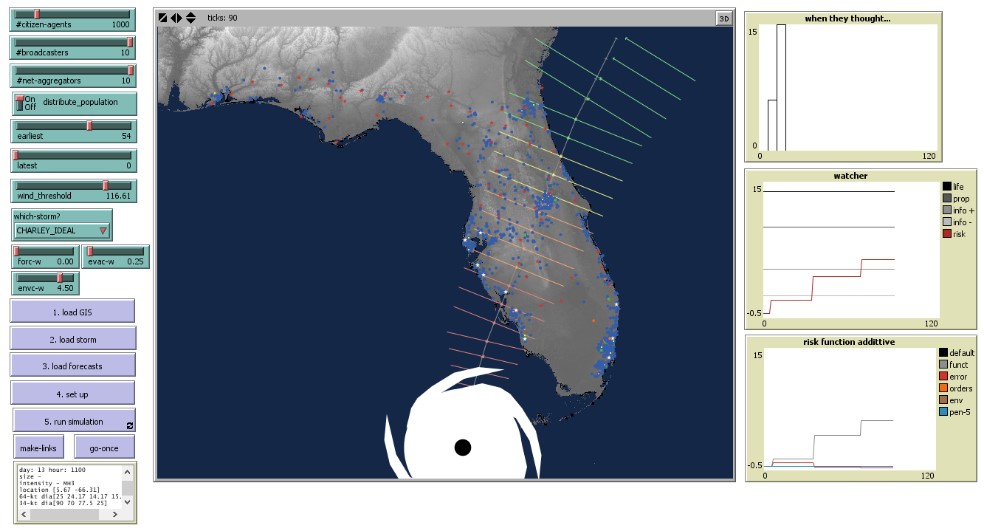 #citizen-agents 1000
#broadcasters 10
#net-aggregators 10
On
Off
distribute_population
earliest 54
latest 0
wind_threshold 116.61
which-storm?
CHARLEY_IDEAL
forc-w 0.00
evac-w 0.25
envc-w 4.50
1. load GIS
2. load storm
3. load forecasts
4. set up
5. run simulation
make-links
go-once
day: 13 hour: 1100
size -
intensity - MH3
location [5.67 -66.31]
64-kt dia[25 24.17 14.17 15.
34-kt dia[90 70 77.5 25]
ticks: 90
3D
when they thought...
15
0
0
120
watcher
15
-0.5
0
120
life
prop
info +
info -
risk
risk function addittive
15
-0.5
0
120
default
funct
error
orders
env
pen-5